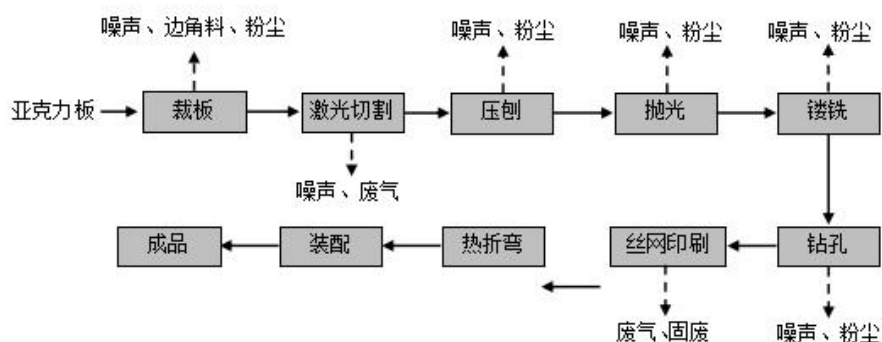 噪声、边角料、粉尘
噪声、粉尘
噪声、粉尘
噪声、粉尘
亚克力板
裁板
激光切割
压刨
抛光
镂铣
噪声、废气
成品
装配
热折弯
丝网印刷
钻孔
废气、固废
噪声、粉尘